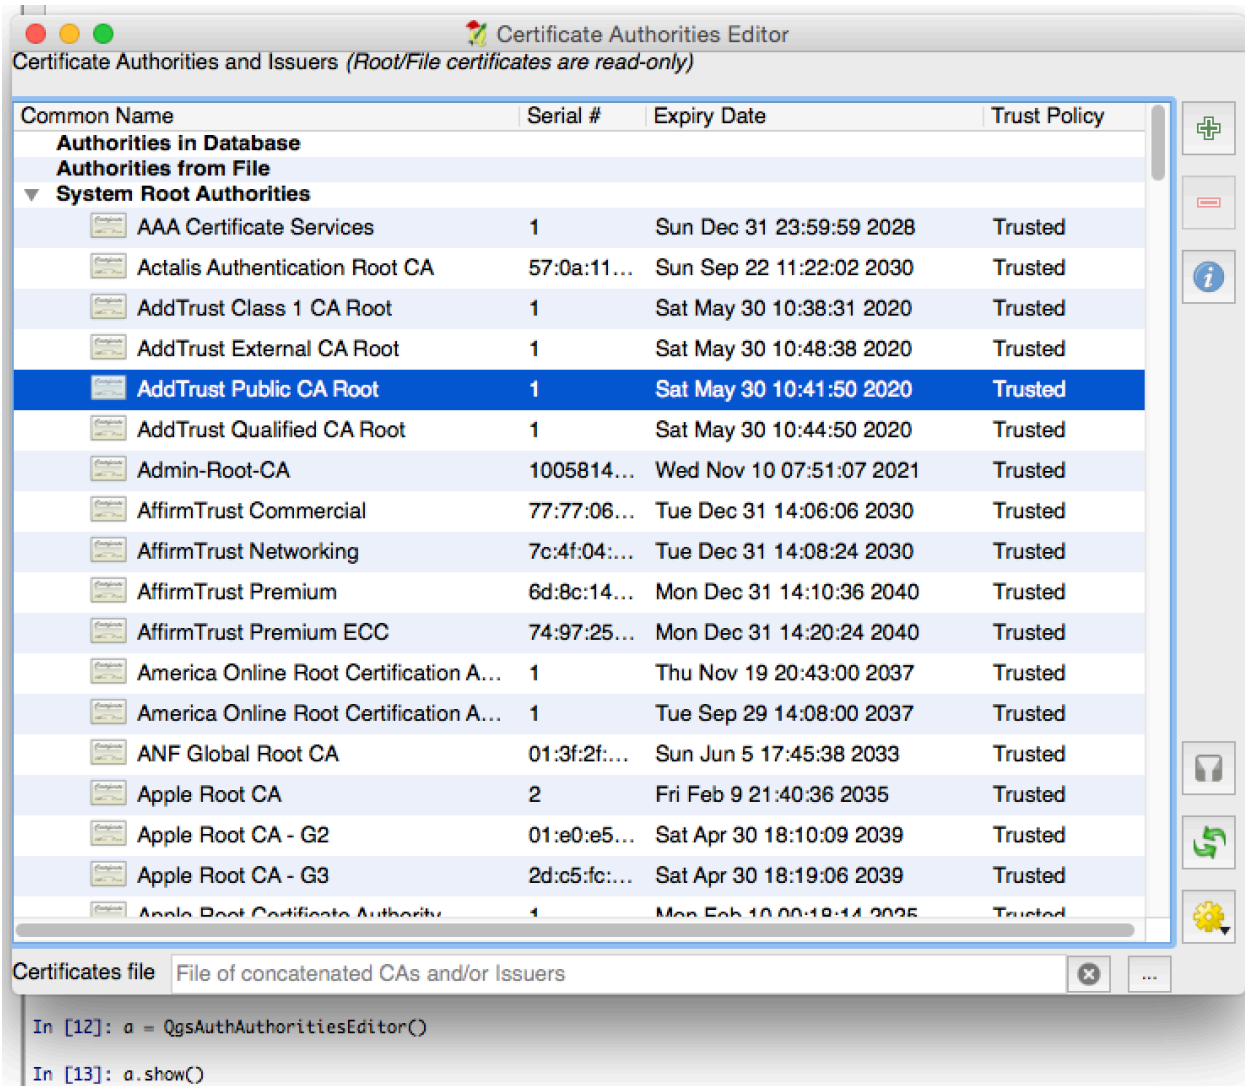 Certificate Authorities Editor
Certificate Authorities and Issuers (Root/File certificates are read-only)
Common Name Serial # Expiry Date Trust Policy
Authorities in Database
Authorities from File
System Root Authorities
AAA Certificate Services 1 Sun Dec 31 23:59:59 2028 Trusted
Actalis Authentication Root CA 57:0a:11... Sun Sep 22 11:22:02 2030 Trusted
AddTrust Class 1 CA Root 1 Sat May 30 10:38:31 2020 Trusted
AddTrust External CA Root 1 Sat May 30 10:48:38 2020 Trusted
AddTrust Public CA Root 1 Sat May 30 10:41:50 2020 Trusted
AddTrust Qualified CA Root 1 Sat May 30 10:44:50 2020 Trusted
Admin-Root-CA 1005814... Wed Nov 10 07:51:07 2021 Trusted
AffirmTrust Commercial 77:77:06... Tue Dec 31 14:06:06 2030 Trusted
AffirmTrust Networking 7c:4f:04:... Tue Dec 31 14:08:24 2030 Trusted
AffirmTrust Premium 6d:8c:14... Mon Dec 31 14:10:36 2040 Trusted
AffirmTrust Premium ECC 74:97:25... Mon Dec 31 14:20:24 2040 Trusted
America Online Root Certification A... 1 Thu Nov 19 20:43:00 2037 Trusted
America Online Root Certification A... 1 Tue Sep 29 14:08:00 2037 Trusted
ANF Global Root CA 01:3f:2f:... Sun Jun 5 17:45:38 2033 Trusted
Apple Root CA 2 Fri Feb 9 21:40:36 2035 Trusted
Apple Root CA - G2 01:e0:e5... Sat Apr 30 18:10:09 2039 Trusted
Apple Root CA - G3 2d:c5:fc:... Sat Apr 30 18:19:06 2039 Trusted
Apple Root Certificate Authority 1 Mon Feb 10 00:18:14 2025 Trusted
Certificates file File of concatenated CAs and/or Issuers ...
In [12]: a = QgsAuthAuthoritiesEditor()
In [13]: a.show()